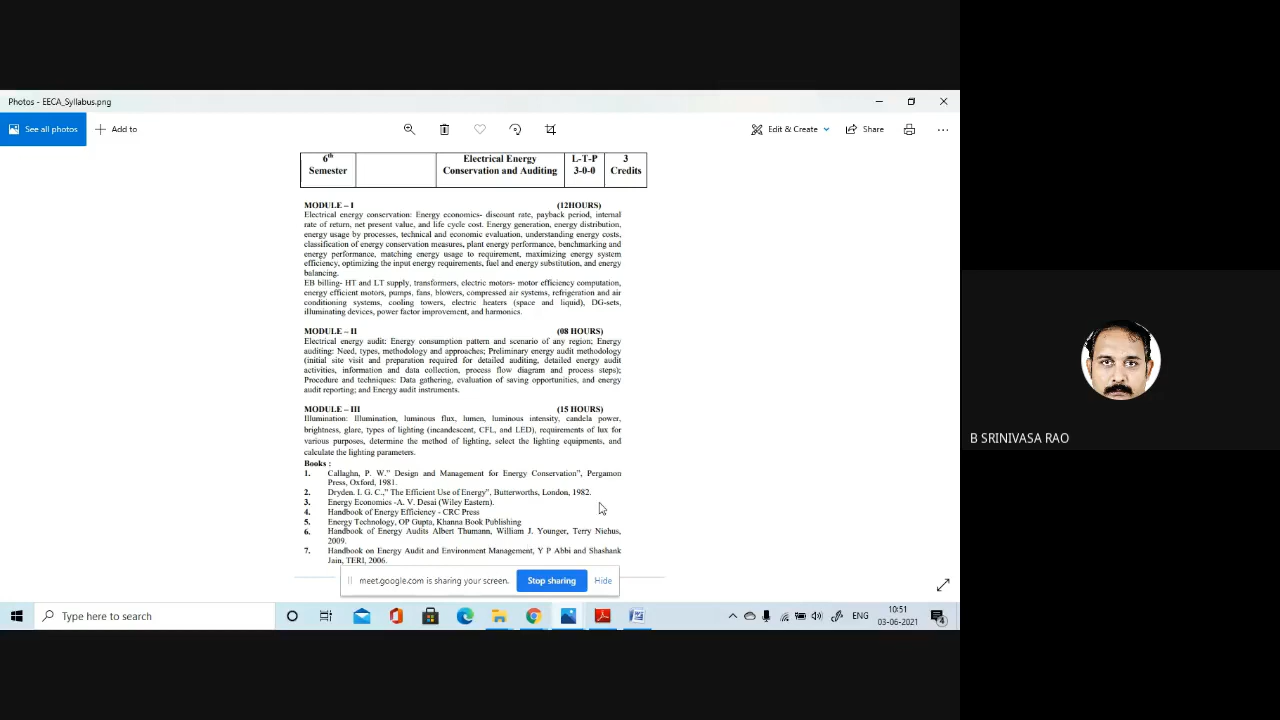 Photos - EECA_Syllabus.png
See all photos
Add to
Edit & Create
Share
6th Semester
Electrical Energy Conservation and Auditing
L-T-P 3-0-0
3 Credits
MODULE – I (12HOURS)
Electrical energy conservation: Energy economics- discount rate, payback period, internal
rate of return, net present value, and life cycle cost. Energy generation, energy distribution,
energy usage by processes, technical and economic evaluation, understanding energy costs,
classification of energy conservation measures, plant energy performance, benchmarking and
energy performance, matching energy usage to requirement, maximizing energy system
efficiency, optimizing the input energy requirements, fuel and energy substitution, and energy
balancing.
EB billing- HT and LT supply, transformers, electric motors- motor efficiency computation,
energy efficient motors, pumps, fans, blowers, compressed air systems, refrigeration and air
conditioning systems, cooling towers, electric heaters (space and liquid), DG-sets,
illuminating devices, power factor improvement, and harmonics.
MODULE – II (08 HOURS)
Electrical energy audit: Energy consumption pattern and scenario of any region; Energy
auditing: Need, types, methodology and approaches; Preliminary energy audit methodology
(initial site visit and preparation required for detailed auditing, detailed energy audit
activities, information and data collection, process flow diagram and process steps);
Procedure and techniques: Data gathering, evaluation of saving opportunities, and energy
audit reporting; and Energy audit instruments.
MODULE – III (15 HOURS)
Illumination: Illumination, luminous flux, lumen, luminous intensity, candela power,
brightness, glare, types of lighting (incandescent, CFL, and LED), requirements of lux for
various purposes, determine the method of lighting, select the lighting equipments, and
calculate the lighting parameters.
Books :
1. Callaghn, P. W.” Design and Management for Energy Conservation”, Pergamon
Press, Oxford, 1981.
2. Dryden. I. G. C.,” The Efficient Use of Energy”, Butterworths, London, 1982.
3. Energy Economics -A. V. Desai (Wiley Eastern).
4. Handbook of Energy Efficiency - CRC Press
5. Energy Technology, OP Gupta, Khanna Book Publishing
6. Handbook of Energy Audits Albert Thumann, William J. Younger, Terry Niehus,
2009.
7. Handbook on Energy Audit and Environment Management, Y P Abbi and Shashank
Jain, TERI, 2006.
meet.google.com is sharing your screen.
Stop sharing
Hide
Type here to search
ENG
10:51
03-06-2021
4
B SRINIVASA RAO